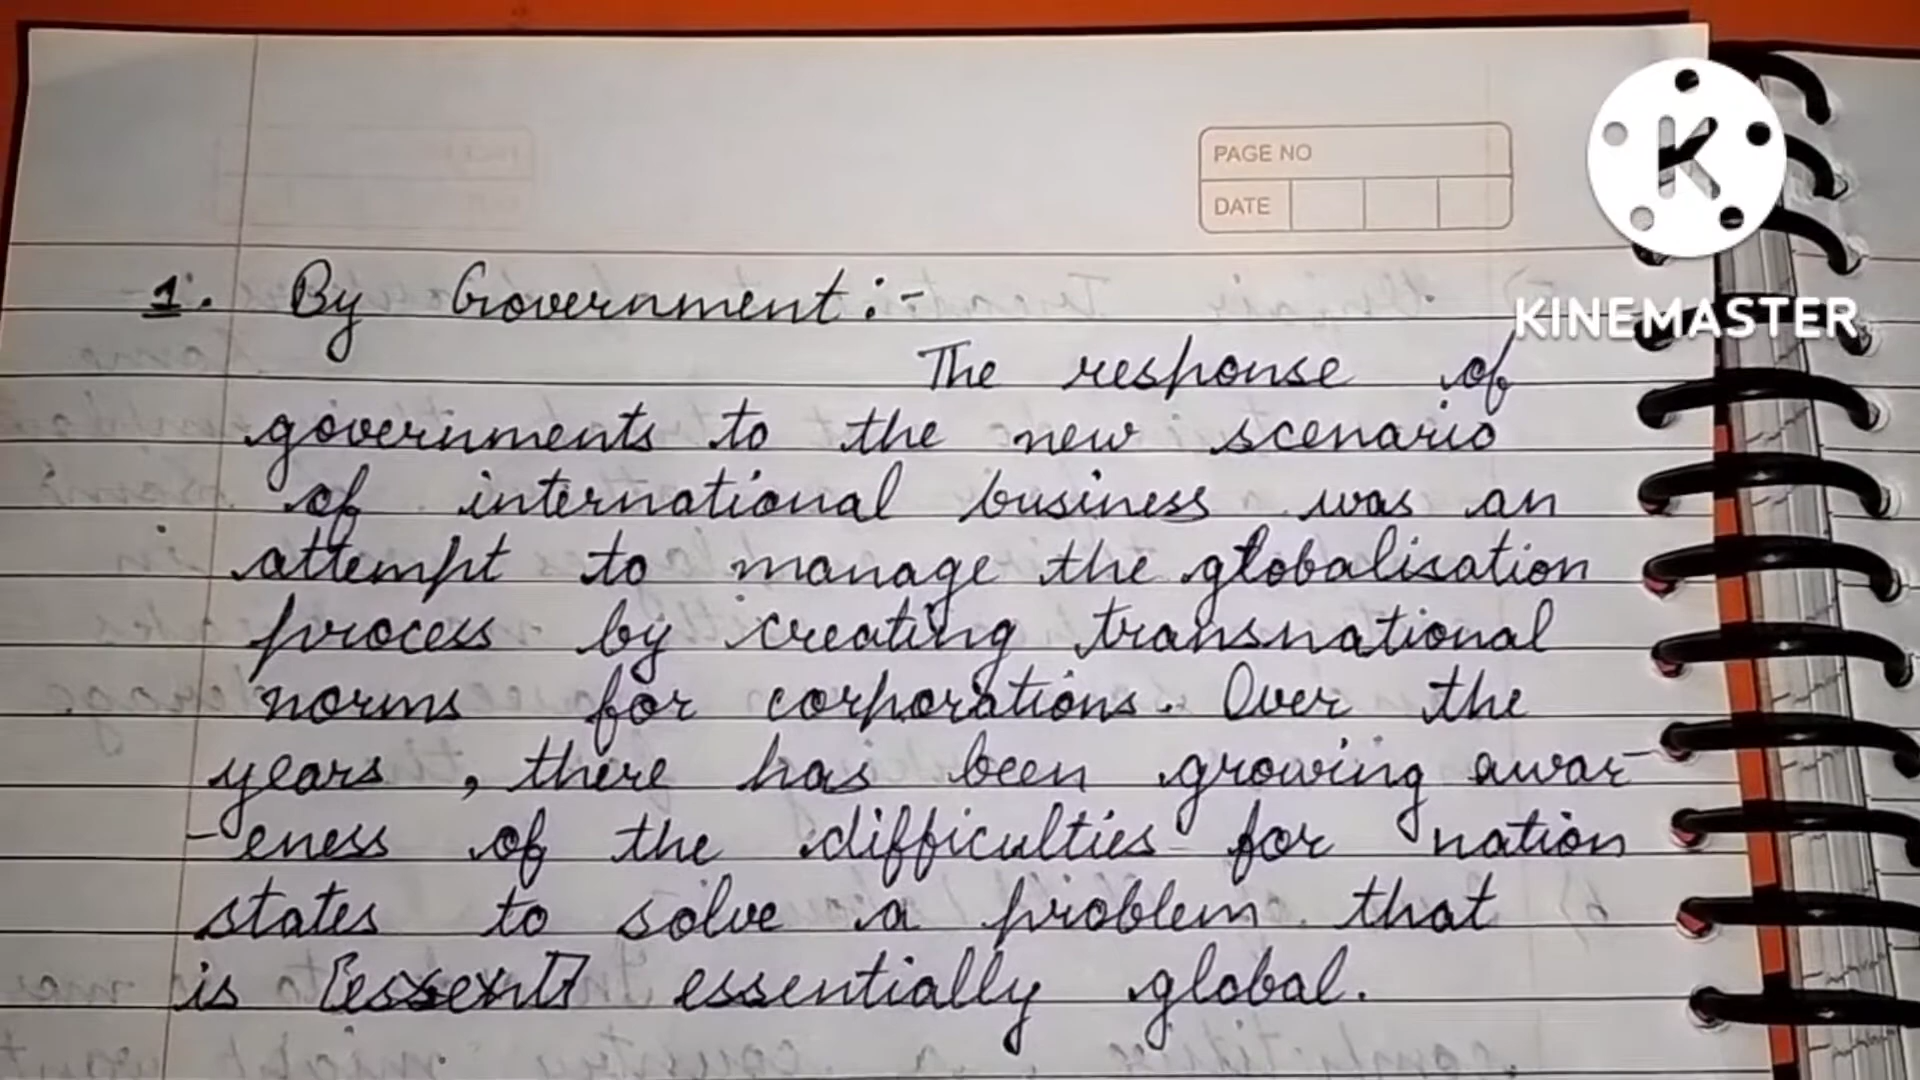 PAGE NO
DATE
KINEMASTER
1. By Government :-
The response of
governments to the new scenario
of international business was an
attempt to manage the globalisation
process by creating transnational
norms for corporations. Over the
years, there has been growing awar-
-eness of the difficulties for nation
states to solve a problem that
is [essent] essentially global.